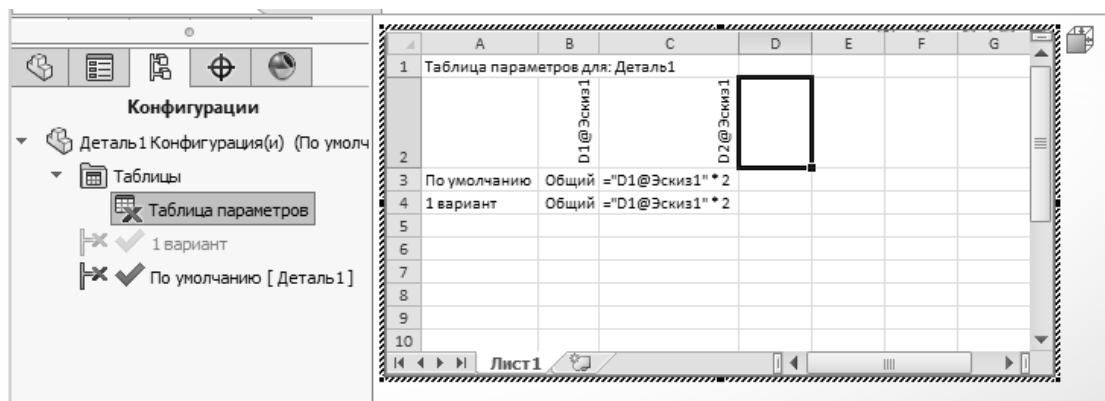 Конфигурации
Деталь1 Конфигурация(и) (По умолч
Таблицы
Таблица параметров
1 вариант
По умолчанию [ Деталь1 ]
A B C D E F G
1 Таблица параметров для: Деталь1
2 D1@Эскиз1 D2@Эскиз1
3 По умолчанию Общий ="D1@Эскиз1" * 2
4 1 вариант Общий ="D1@Эскиз1" * 2
5
6
7
8
9
10
Лист1